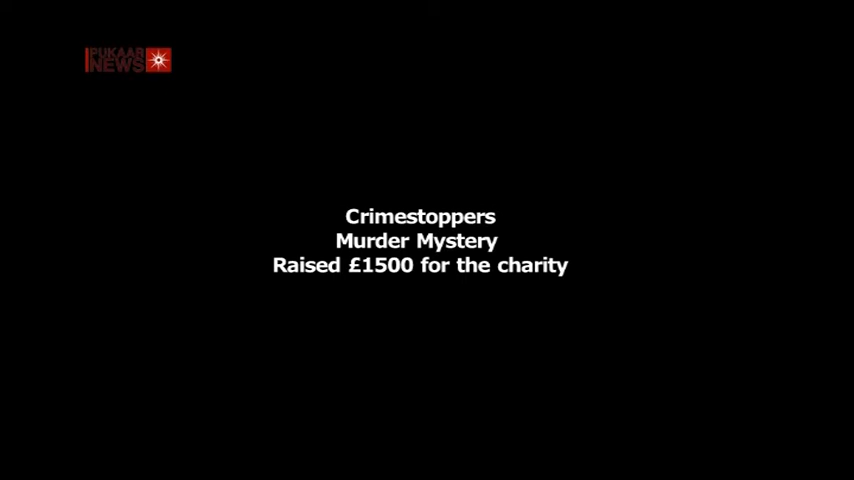 PUKAAR
NEWS
Crimestoppers
Murder Mystery
Raised £1500 for the charity